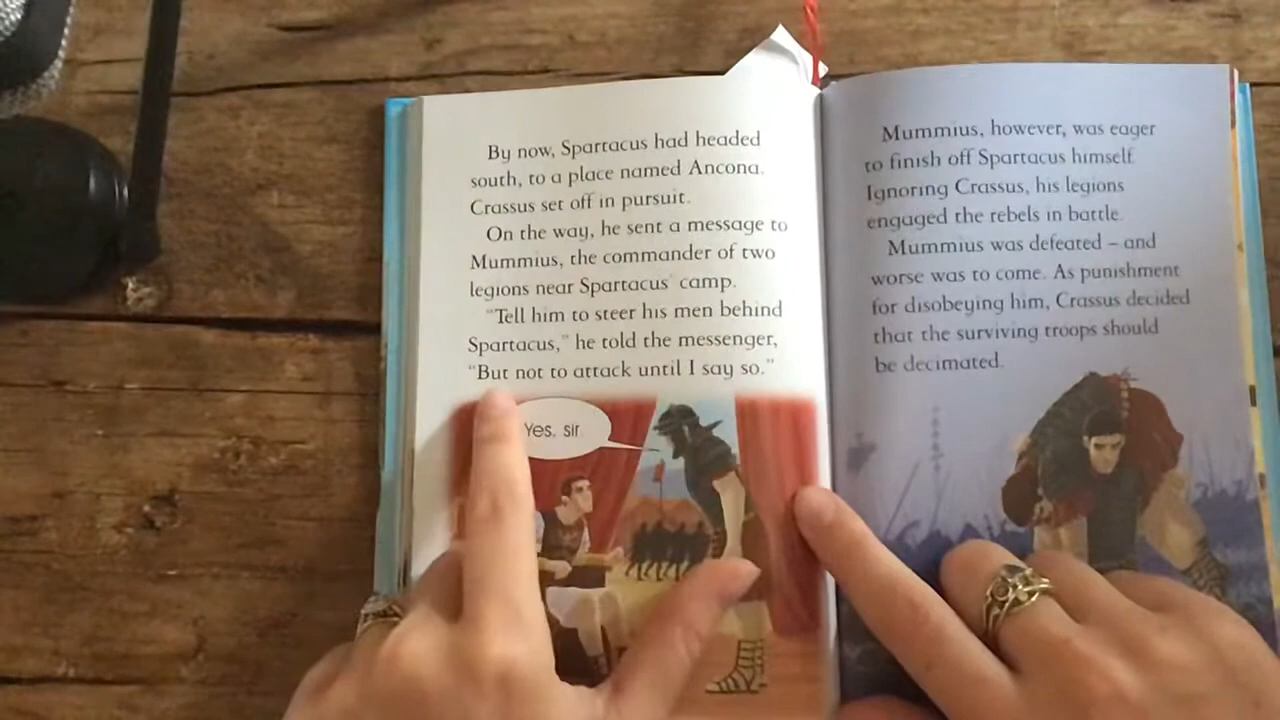 By now, Spartacus had headed
south, to a place named Ancona.
Crassus set off in pursuit.
On the way, he sent a message to
Mummius, the commander of two
legions near Spartacus' camp.
"Tell him to steer his men behind
Spartacus," he told the messenger,
"But not to attack until I say so."
Yes, sir
Mummius, however, was eager
to finish off Spartacus himself.
Ignoring Crassus, his legions
engaged the rebels in battle.
Mummius was defeated – and
worse was to come. As punishment
for disobeying him, Crassus decided
that the surviving troops should
be decimated.